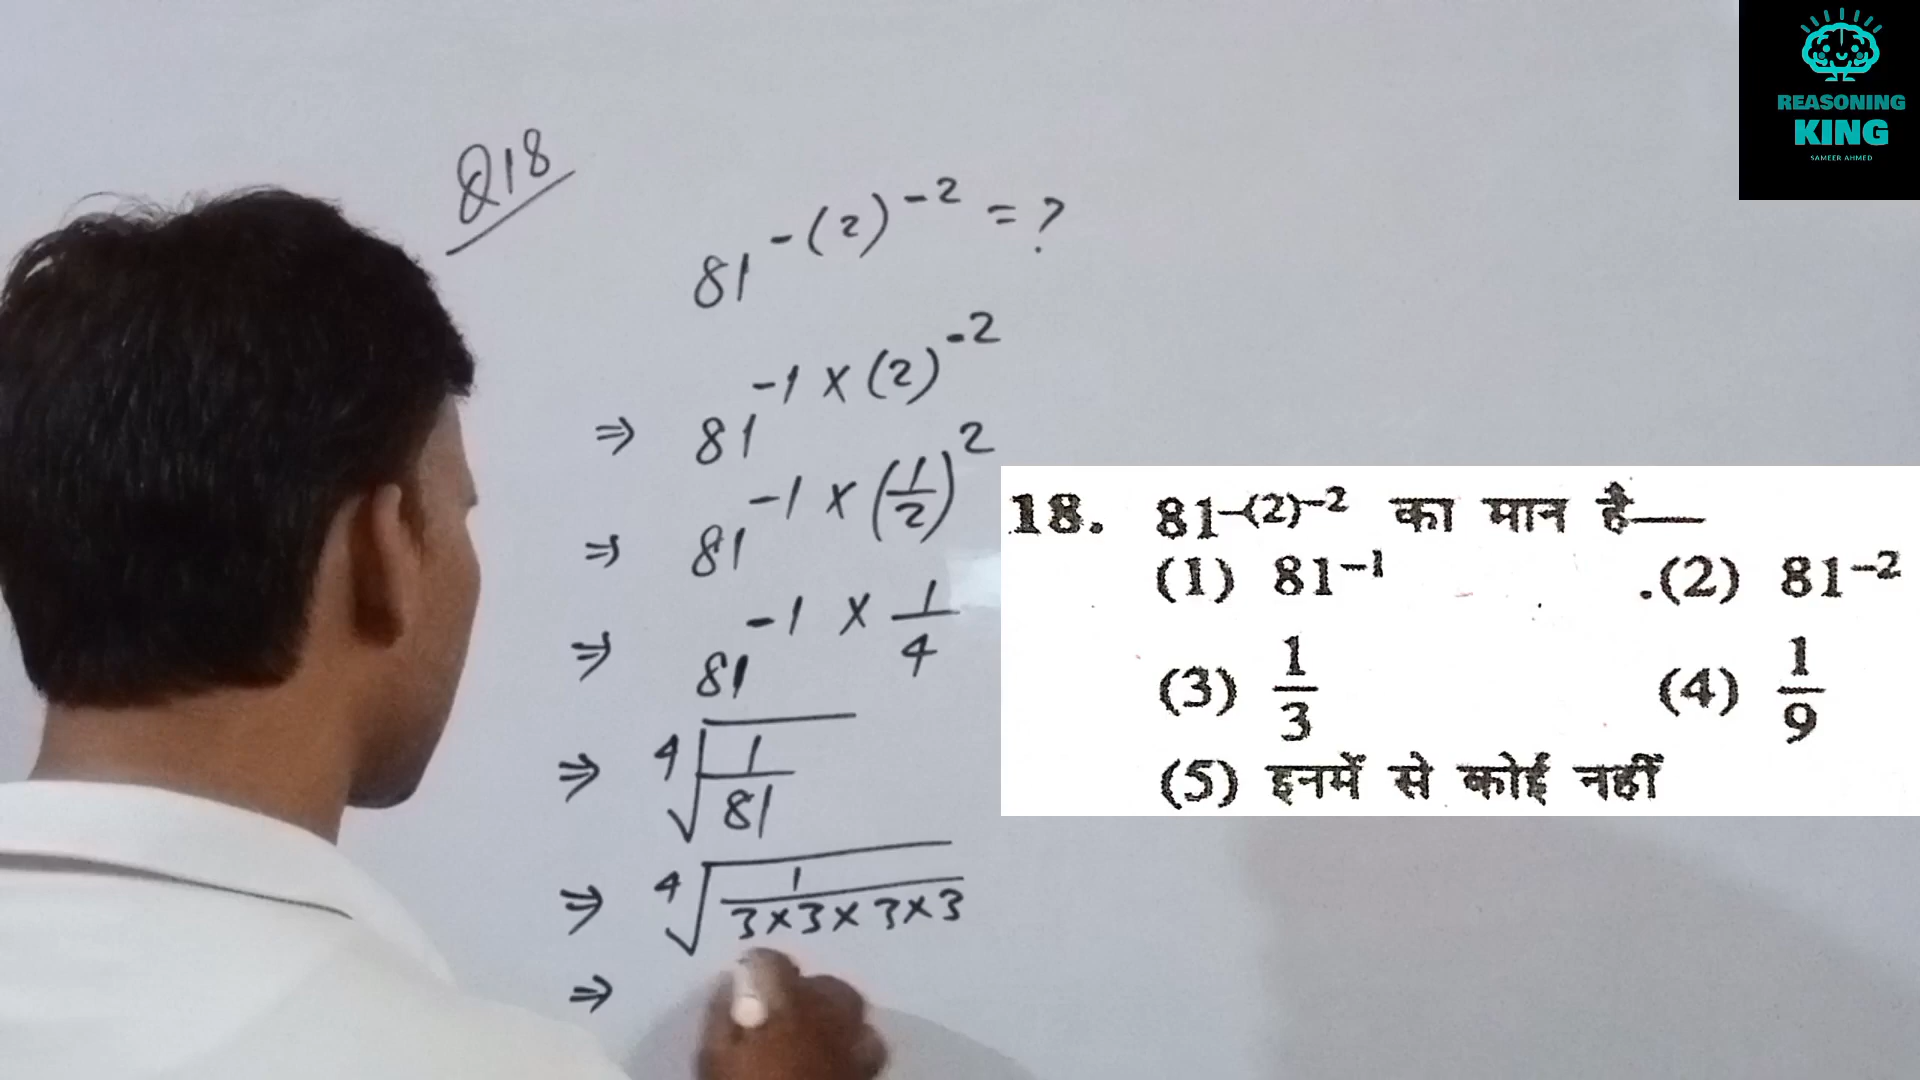 REASONING
KING
SAMEER AHMED
Q18
81^-(2)^-2 = ?
⇒ 81^-1 × (2)^-2
⇒ 81^-1 × (1/2)^2
⇒ 81^-1 × 1/4
⇒ ⁴√(1/81)
⇒ ⁴√(1/(3×3×3×3))
⇒
18. 81^-(2)^-2 का मान है—
(1) 81^-1 .(2) 81^-2
(3) 1/3 (4) 1/9
(5) इनमें से कोई नहीं